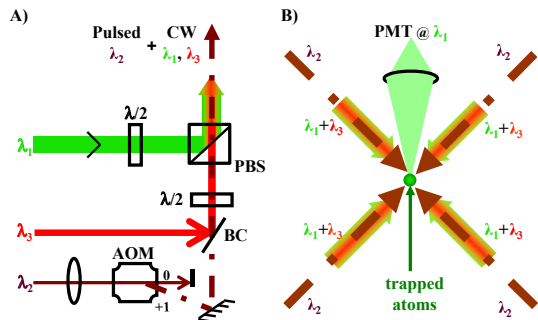 A)
Pulsed + CW
λ₂ λ₁, λ₃
λ/2
λ₁
PBS
λ/2
λ₃
BC
AOM
0
λ₂
+1
B)
PMT @ λ₁
λ₂ λ₂
λ₁+λ₃ λ₁+λ₃
λ₁+λ₃ λ₁+λ₃
trapped
atoms
λ₂ λ₂